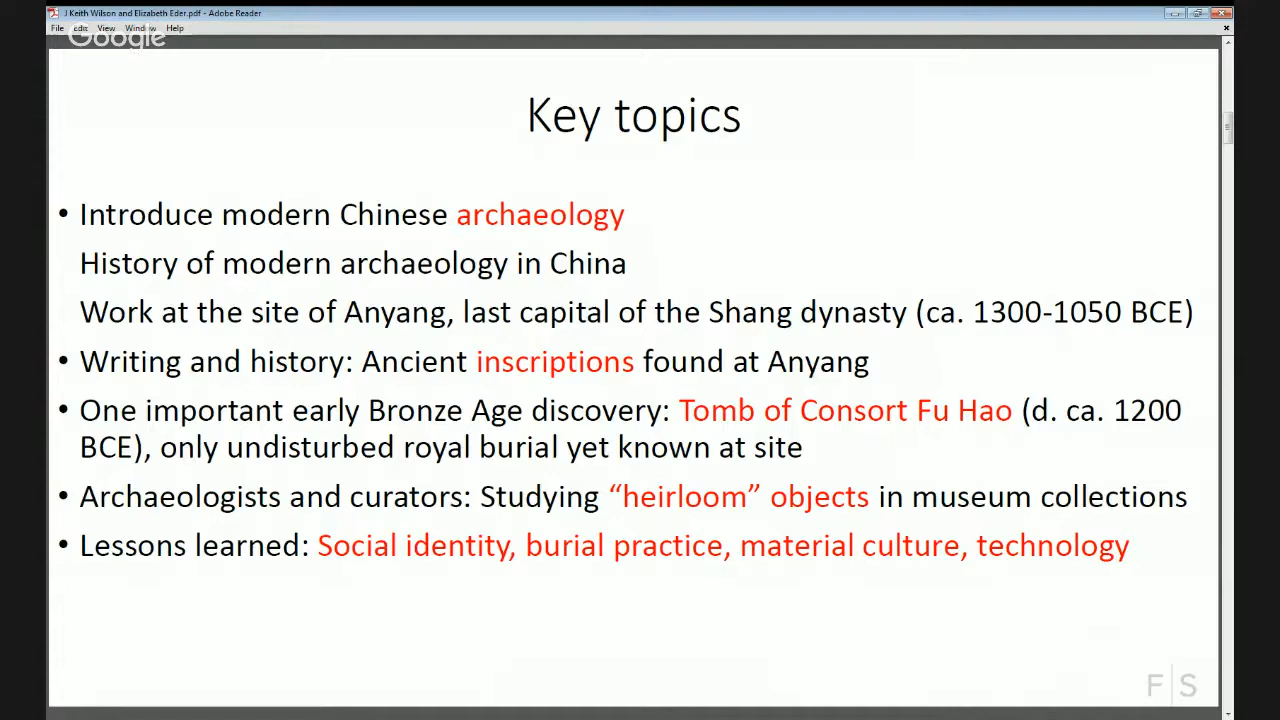 J Keith Wilson and Elizabeth Eder.pdf - Adobe Reader
File Edit View Window Help
Google
Key topics
• Introduce modern Chinese archaeology
History of modern archaeology in China
Work at the site of Anyang, last capital of the Shang dynasty (ca. 1300-1050 BCE)
• Writing and history: Ancient inscriptions found at Anyang
• One important early Bronze Age discovery: Tomb of Consort Fu Hao (d. ca. 1200
BCE), only undisturbed royal burial yet known at site
• Archaeologists and curators: Studying “heirloom” objects in museum collections
• Lessons learned: Social identity, burial practice, material culture, technology
F|S